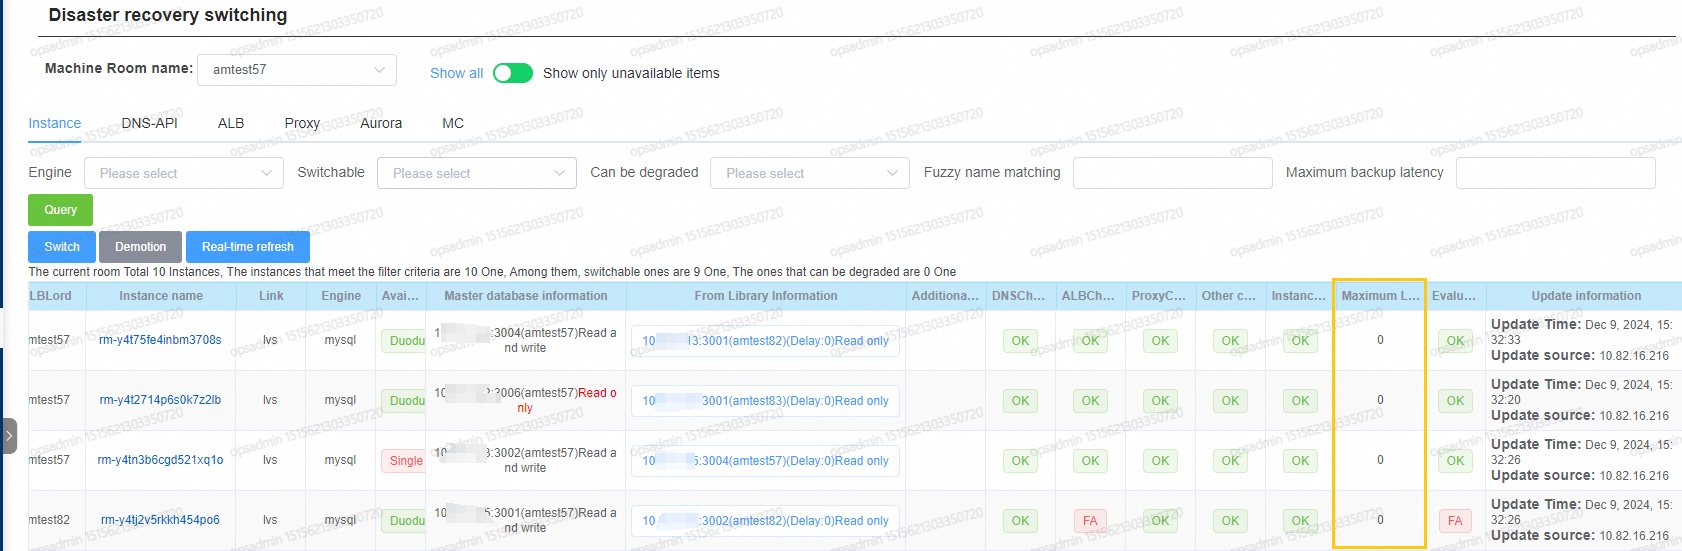 Disaster recovery switching
Machine Room name: amtest57 Show all Show only unavailable items
Instance DNS-API ALB Proxy Aurora MC
Engine Please select Switchable Please select Can be degraded Please select Fuzzy name matching Maximum backup latency
Query
Switch Demotion Real-time refresh
The current room Total 10 Instances, The instances that meet the filter criteria are 10 One, Among them, switchable ones are 9 One, The ones that can be degraded are 0 One
LBLord Instance name Link Engine Avai... Master database information From Library Information Additiona... DNSCh... ALBCh... ProxyC... Other c... Instanc... Maximum L... Evalu... Update information
mtest57 rm-y4t75fe4inbm3708s lvs mysql Duodu :3004(amtest57)Read a
nd write
10 13:3001(amtest82)(Delay:0)Read only OK OK OK OK OK 0 OK Update Time: Dec 9, 2024, 15:
32:33
Update source: 10.82.16.216
mtest57 rm-y4t2714p6s0k7z2lb lvs mysql Duodu 10 :3006(amtest57)Read o
nly
10 3001(amtest83)(Delay:0)Read only OK OK OK OK OK 0 OK Update Time: Dec 9, 2024, 15:
32:20
Update source: 10.82.16.216
mtest57 rm-y4tn3b6cgd521xq1o lvs mysql Single 10 :3002(amtest57)Read a
nd write
10 5:3004(amtest57)(Delay:0)Read only OK OK OK OK OK 0 OK Update Time: Dec 9, 2024, 15:
32:26
Update source: 10.82.16.216
mtest82 rm-y4tj2v5rkkh454po6 lvs mysql Duodu 10 :3001(amtest57)Read a
nd write
10 :3002(amtest82)(Delay:0)Read only OK FA OK OK OK 0 FA Update Time: Dec 9, 2024, 15:
32:26
Update source: 10.82.16.216
opsadmin 1515621303350720